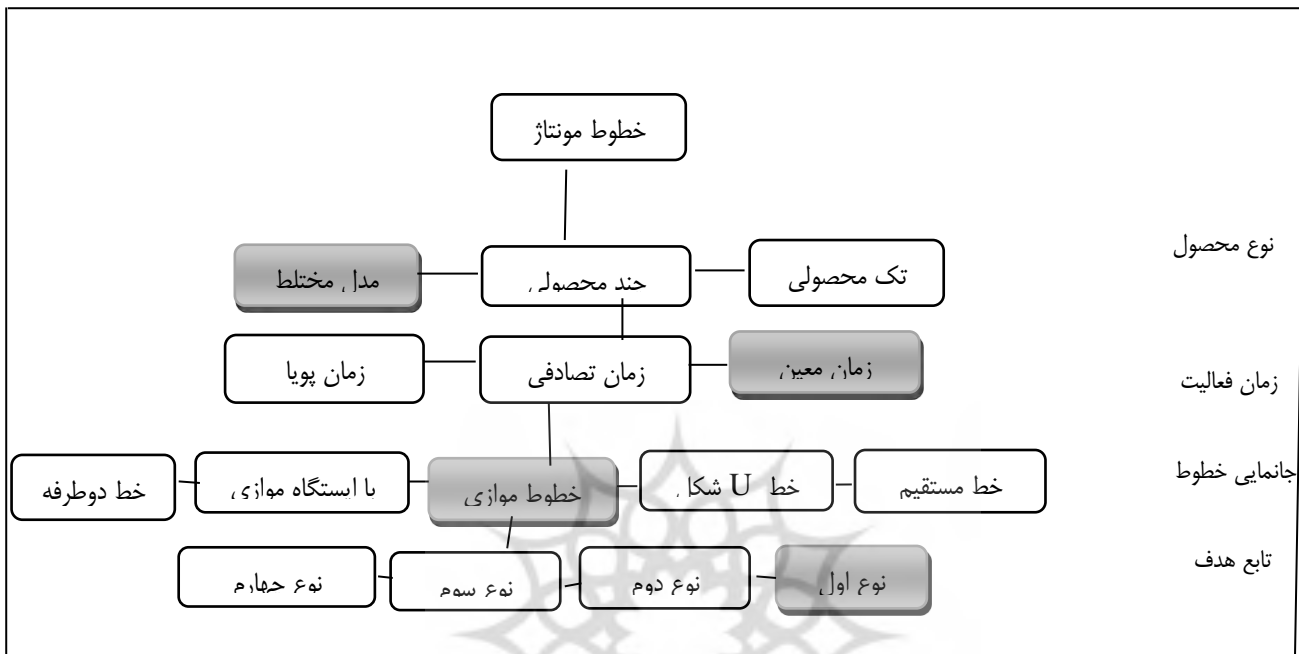 خطوط مونتاژ
نوع محصول
تک محصولی
چند محصولی
مدل مختلط
زمان فعالیت
زمان معین
زمان تصادفی
زمان پویا
جانمایی خطوط
خط مستقیم
خط U شکل
خطوط موازی
با ایستگاه موازی
خط دوطرفه
تابع هدف
نوع اول
نوع دوم
نوع سوم
نوع چهارم